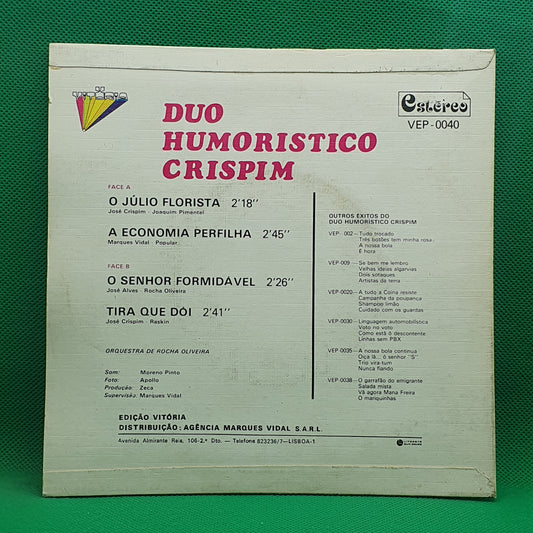 VITÓRIA
Estéreo
VEP-0040
DUO
HUMORISTICO
CRISPIM
FACE A
O JÚLIO FLORISTA 2'18''
José Crispim - Joaquim Pimentel
A ECONOMIA PERFILHA 2'45''
Marques Vidal - Popular
FACE B
O SENHOR FORMIDÁVEL 2'26''
José Alves - Rocha Oliveira
TIRA QUE DÓI 2'41''
José Crispim - Raskin
ORQUESTRA DE ROCHA OLIVEIRA
Som: Moreno Pinto
Foto: Apollo
Produção: Zeca
Supervisão: Marques Vidal
OUTROS ÊXITOS DO
DUO HUMORISTICO CRISPIM
VEP- 002 - Tudo trocado
Três botões tem minha rosa
A nossa bola
É hora
VEP-009 - Se bem me lembro
Velhas ideias algarvias
Dois sotaques
Artistas da terra
VEP-0020 - A tudo a Coina resiste
Campanha da poupança
Shampoo limão
Cuidado com os guardas
VEP-0030 - Linguagem automobilística
Voto no voto
Como está o descontente
Linhas sem PBX
VEP-0035 - A nossa bola continua
Oiça lá.. ó senhor "S"
Trio vira-tum
Nunca fiando
VEP-0038 - O garrafão do emigrante
Salada mista
Vá agora Mana Freira
O mariquinhas
EDIÇÃO VITÓRIA
DISTRIBUIÇÃO: AGÊNCIA MARQUES VIDAL S.A.R.L.
Avenida Almirante Reis, 106-2.º Dto. - Telefone 823236/7 - LISBOA-1